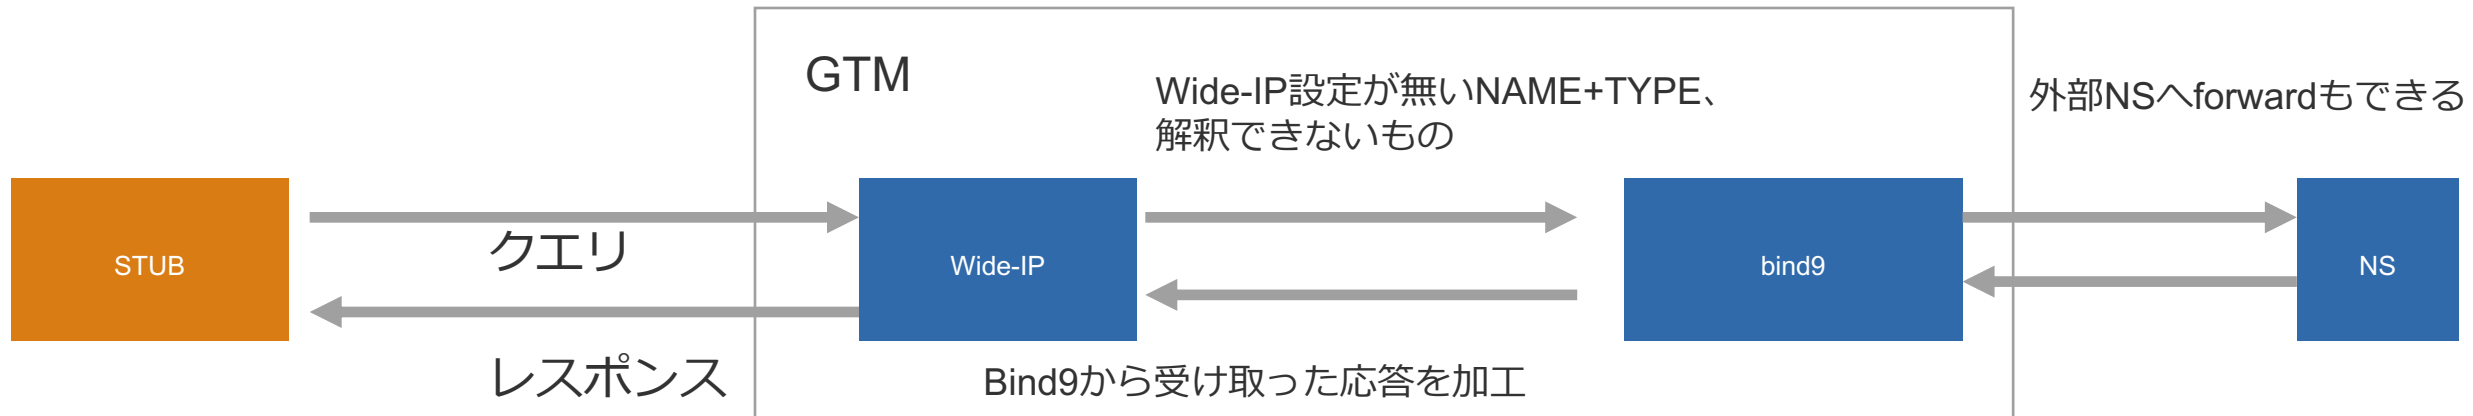 GTM
Wide-IP設定が無いNAME+TYPE、
解釈できないもの
外部NSへforwardもできる
STUB
クエリ
Wide-IP
bind9
NS
レスポンス
Bind9から受け取った応答を加工